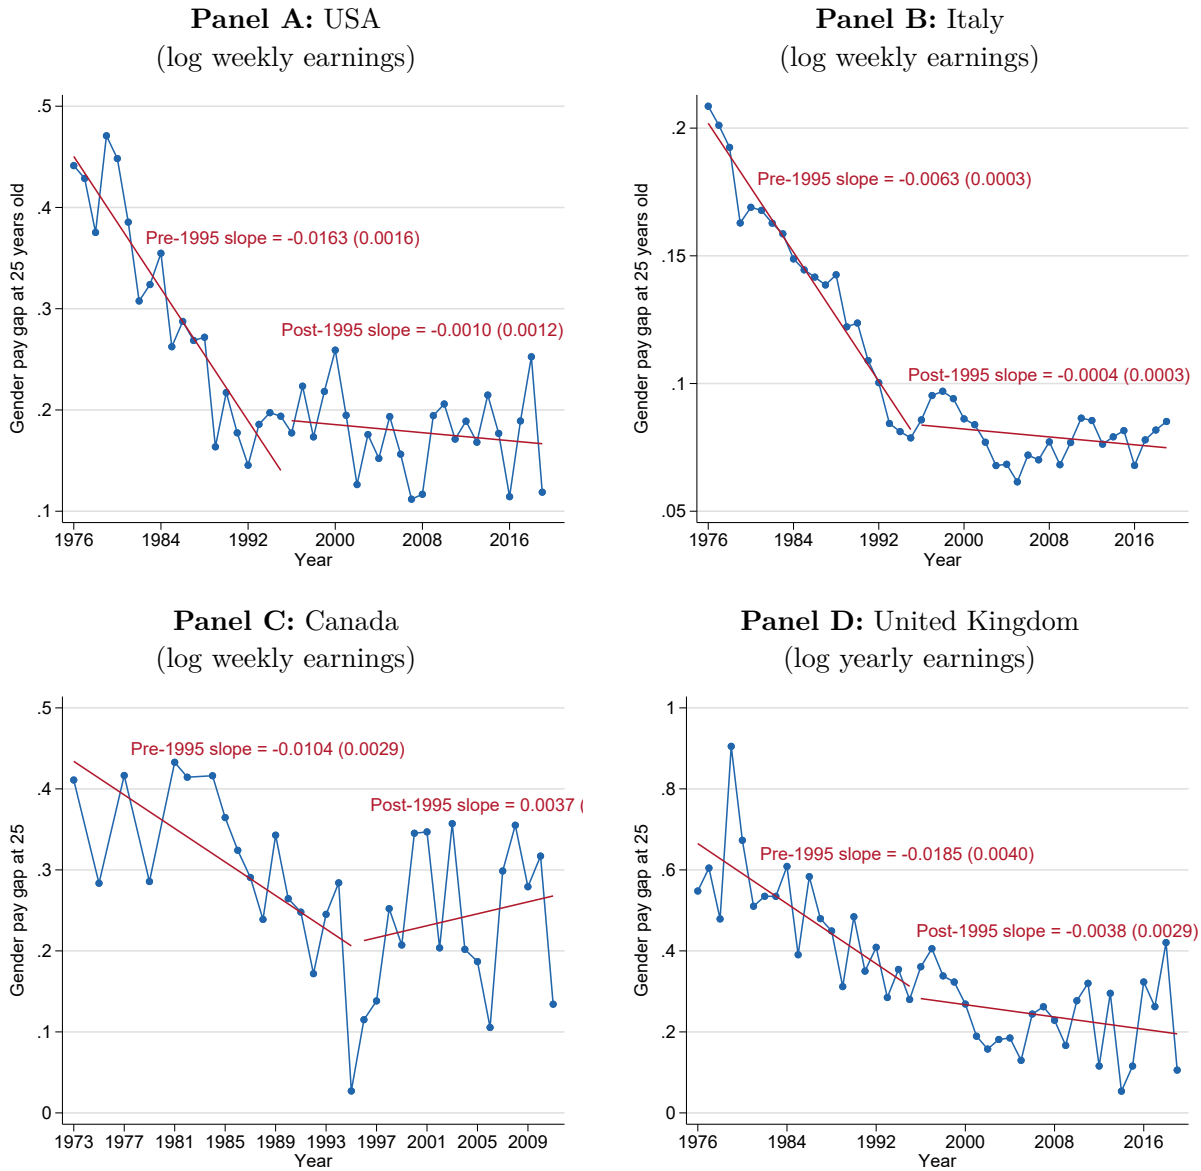 Panel A: USA
(log weekly earnings)
Gender pay gap at 25 years old
.5
.4
.3
.2
.1
Pre-1995 slope = -0.0163 (0.0016)
Post-1995 slope = -0.0010 (0.0012)
1976 1984 1992 2000 2008 2016
Year
Panel B: Italy
(log weekly earnings)
Gender pay gap at 25 years old
.2
.15
.1
.05
Pre-1995 slope = -0.0063 (0.0003)
Post-1995 slope = -0.0004 (0.0003)
1976 1984 1992 2000 2008 2016
Year
Panel C: Canada
(log weekly earnings)
Gender pay gap at 25
.5
.4
.3
.2
.1
0
Pre-1995 slope = -0.0104 (0.0029)
Post-1995 slope = 0.0037 (
1973 1977 1981 1985 1989 1993 1997 2001 2005 2009
Year
Panel D: United Kingdom
(log yearly earnings)
Gender pay gap at 25
1
.8
.6
.4
.2
0
Pre-1995 slope = -0.0185 (0.0040)
Post-1995 slope = -0.0038 (0.0029)
1976 1984 1992 2000 2008 2016
Year